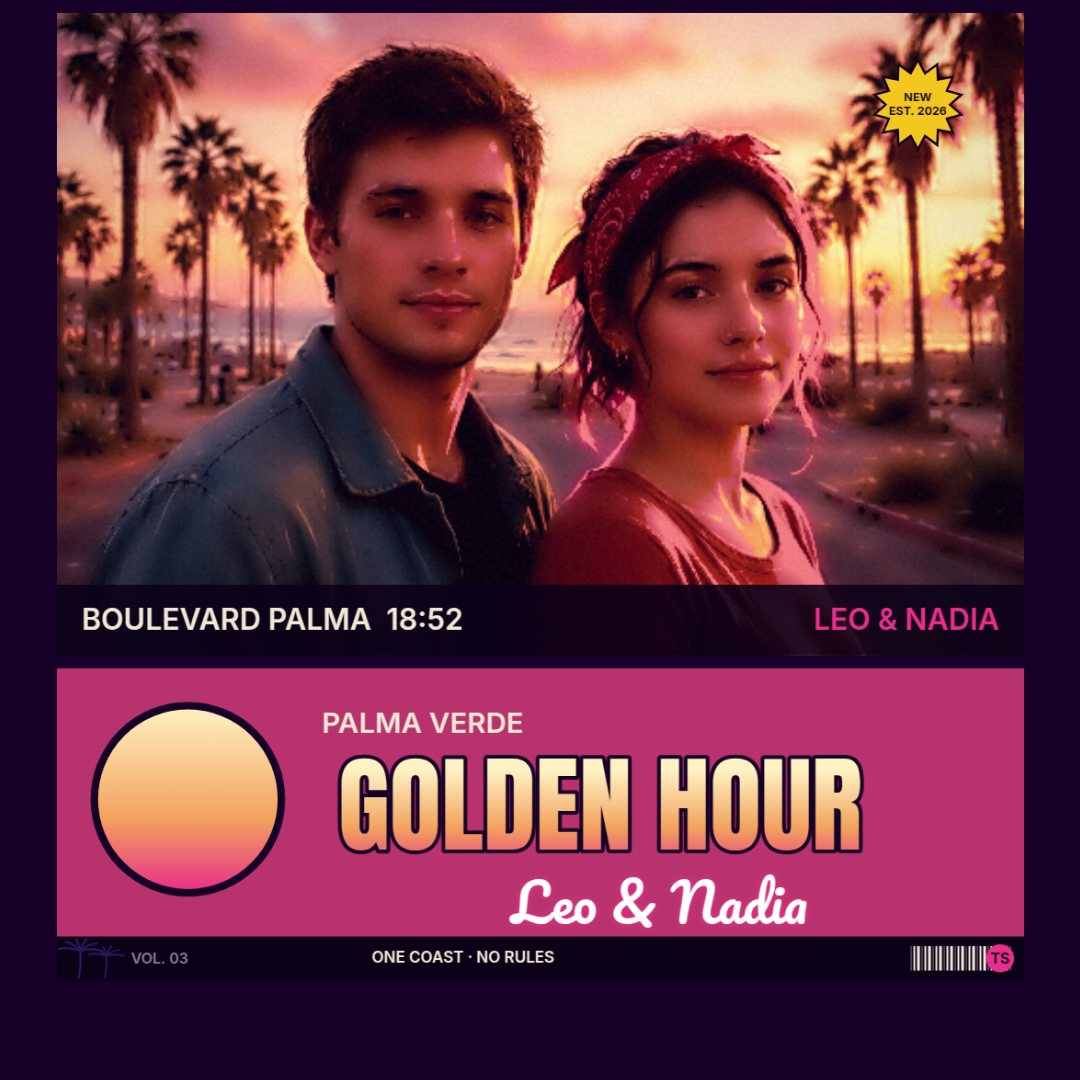 NEW
EST. 2026
BOULEVARD PALMA 18:52
LEO & NADIA
PALMA VERDE
GOLDEN HOUR
Leo & Nadia
VOL. 03
ONE COAST · NO RULES
TS